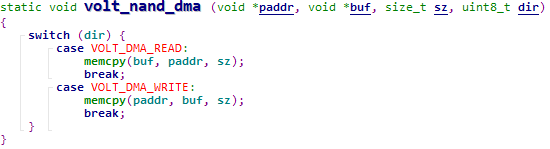 static void volt_nand_dma (void *paddr, void *buf, size_t sz, uint8_t dir)
{
    switch (dir) {
        case VOLT_DMA_READ:
            memcpy(buf, paddr, sz);
            break;
        case VOLT_DMA_WRITE:
            memcpy(paddr, buf, sz);
            break;
    }
}